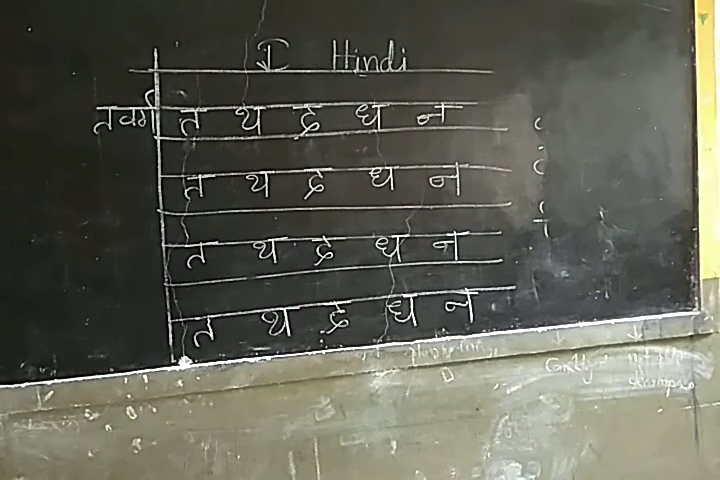 I Hindi
तवर्ग त थ द ध न
त थ द ध न
त थ द ध न
त थ द ध न